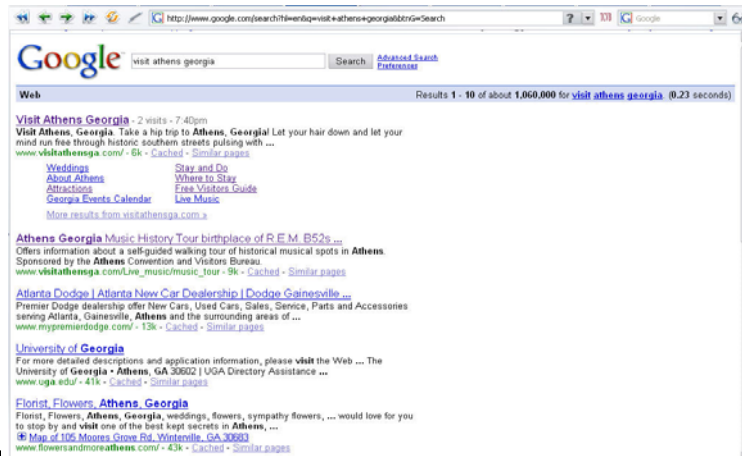 http://www.google.com/search?hl=en&q=visit+athens+georgia&btnG=Search ? Google
Google visit athens georgia Search Advanced Search
Preferences
Web Results 1 - 10 of about 1,060,000 for visit athens georgia. (0.23 seconds)
Visit Athens Georgia - 2 visits - 7:40pm
Visit Athens, Georgia. Take a hip trip to Athens, Georgia! Let your hair down and let your
mind run free through historic southern streets pulsing with ...
www.visitathensga.com/ - 6k - Cached - Similar pages
Weddings Stay and Do
About Athens Where to Stay
Attractions Free Visitors Guide
Georgia Events Calendar Live Music
More results from visitathensga.com »
Athens Georgia Music History Tour birthplace of R.E.M. B52s ...
Offers information about a self-guided walking tour of historical musical spots in Athens.
Sponsored by the Athens Convention and Visitors Bureau.
www.visitathensga.com/Live_music/music_tour - 9k - Cached - Similar pages
Atlanta Dodge | Atlanta New Car Dealership | Dodge Gainesville ...
Premier Dodge dealership offer New Cars, Used Cars, Sales, Service, Parts and Accessories
serving Atlanta, Gainesville, Athens and the surrounding areas of ...
www.mypremierdodge.com/ - 13k - Cached - Similar pages
University of Georgia
For more detailed descriptions and application information, please visit the Web ... The
University of Georgia • Athens, GA 30602 | UGA Directory Assistance ...
www.uga.edu/ - 41k - Cached - Similar pages
Florist, Flowers, Athens, Georgia
Florist, Flowers, Athens, Georgia, weddings, flowers, sympathy flowers, ... would love for you
to stop by and visit one of the best kept secrets in Athens, ...
Map of 105 Moores Grove Rd, Winterville, GA 30683
www.flowersandmoreathens.com/ - 43k - Cached - Similar pages